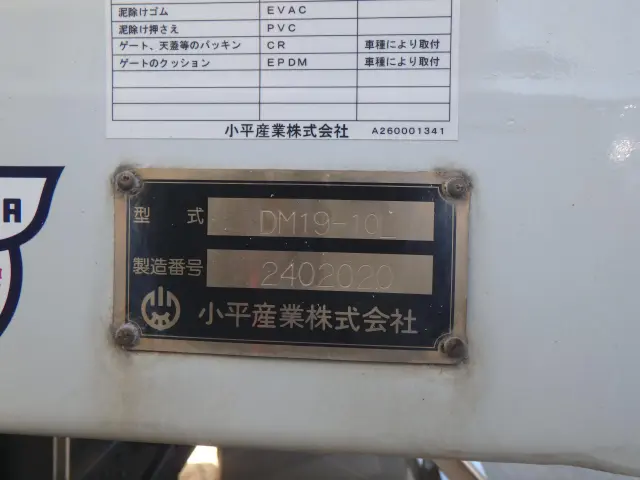 泥除けゴム EVAC
泥除け押さえ PVC
ゲート、天蓋等のパッキン CR 車種により取付
ゲートのクッション EPDM 車種により取付
小平産業株式会社 A260001341
型式 DM19-10
製造番号 2402020
小平産業株式会社
A